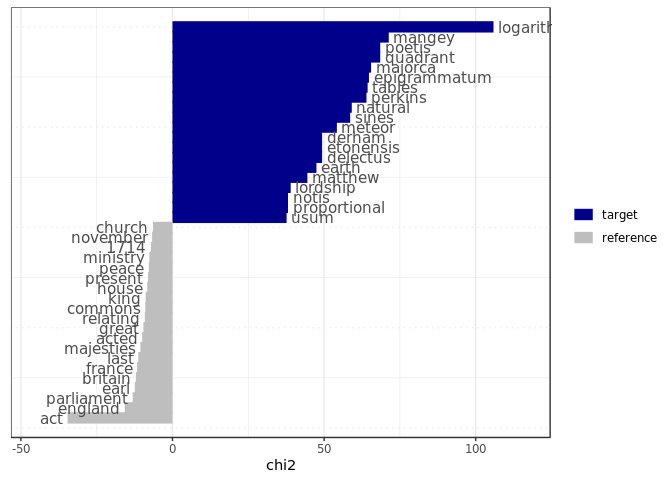 logarith
mangey
poetis
quadrant
majorca
epigrammatum
tables
perkins
natural
sines
meteor
derham
etonensis
delectus
earth
matthew
lordship
notis
proportional
usum
church
november
1714
ministry
peace
present
house
king
commons
relating
great
acted
majesties
last
france
britain
earl
parliament
england
act
target
reference
-50 0 50 100
chi2